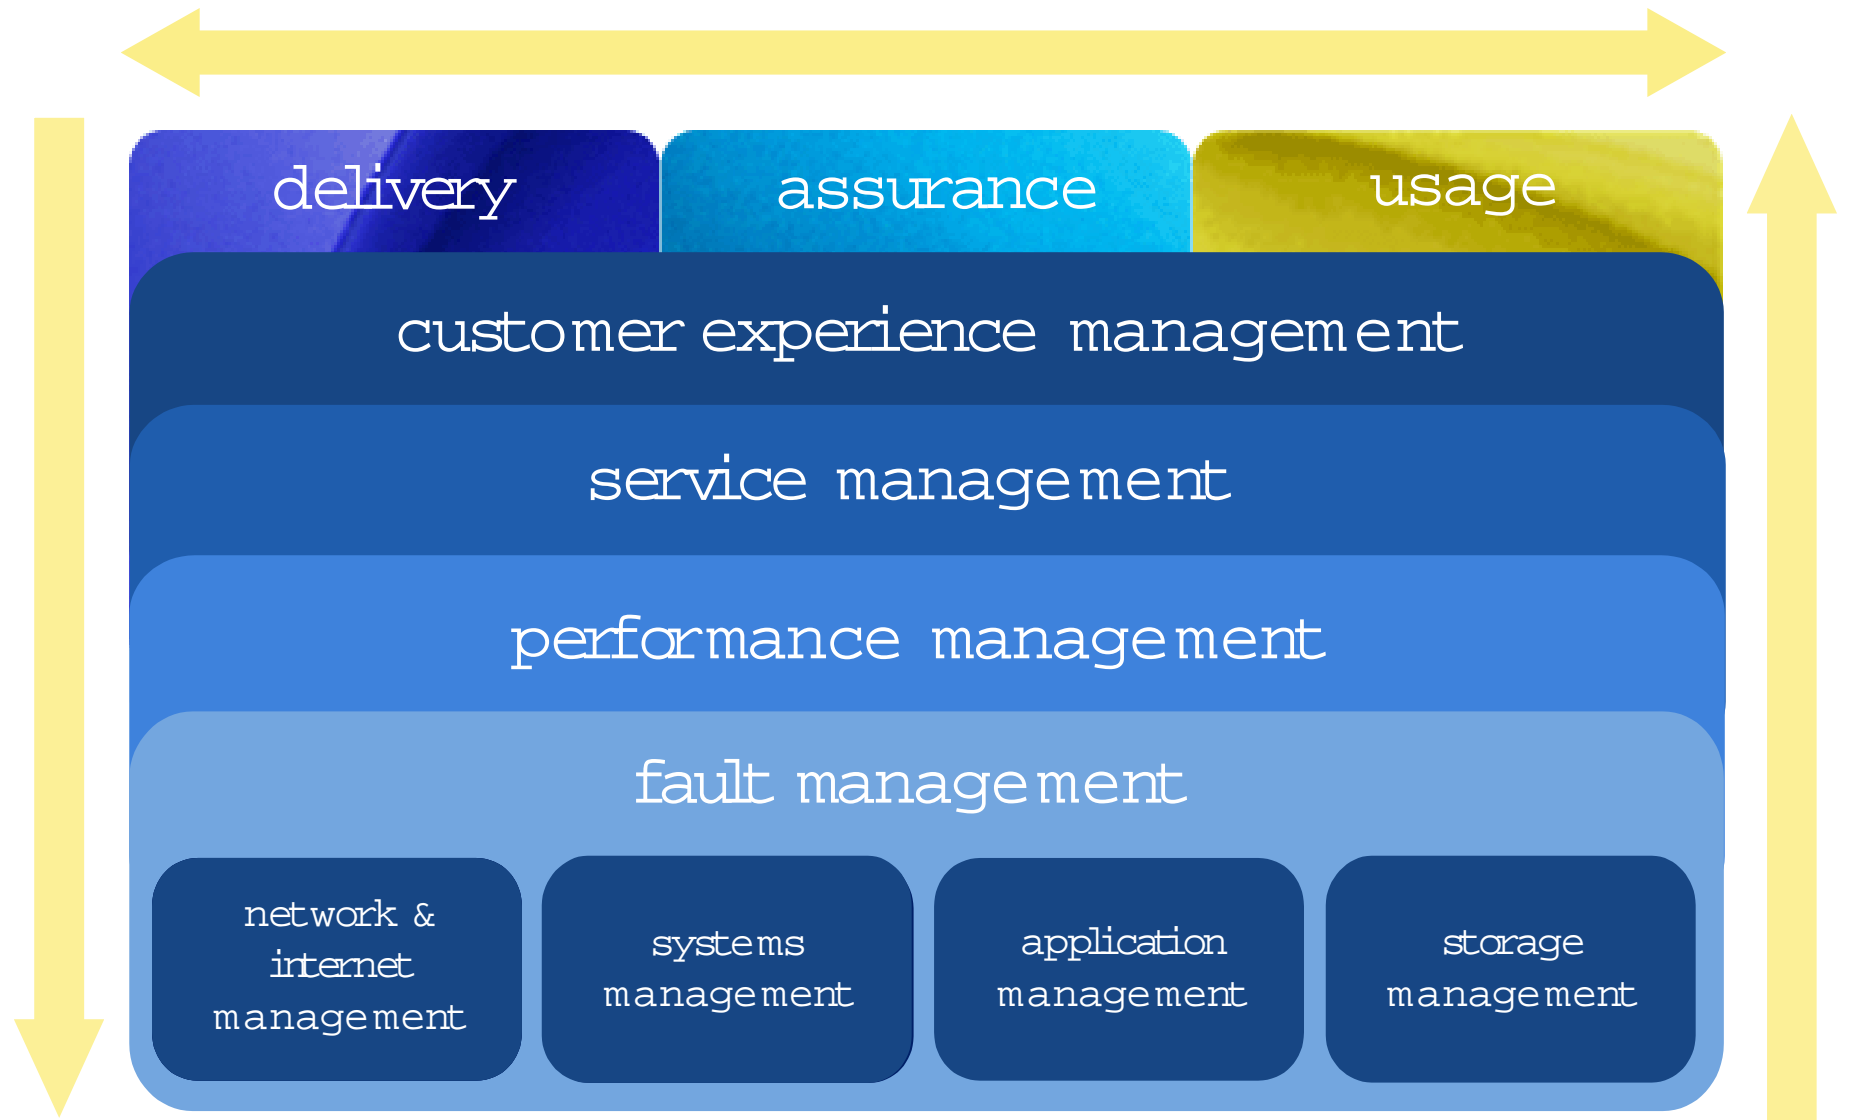 delivery
assurance
usage
customer experience management
service management
performance management
fault management
network &
internet
management
systems
management
application
management
storage
management